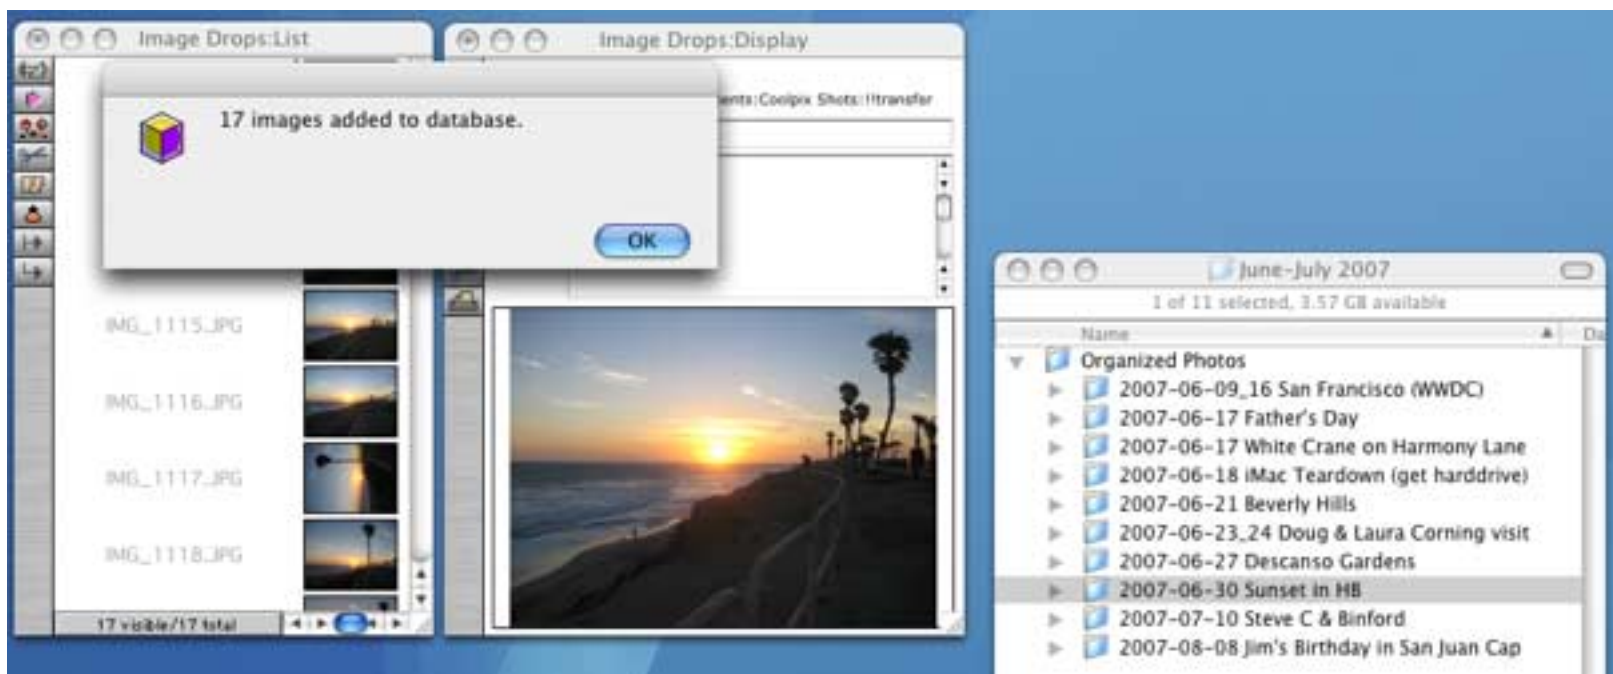 Image Drops:List
Image Drops:Display
17 images added to database.
OK
ents:Coolpix Shots:!!transfer
IMG_1115.JPG
IMG_1116.JPG
IMG_1117.JPG
IMG_1118.JPG
17 visible/17 total
June-July 2007
1 of 11 selected, 3.57 GB available
Name
Da
Organized Photos
2007-06-09_16 San Francisco (WWDC)
2007-06-17 Father's Day
2007-06-17 White Crane on Harmony Lane
2007-06-18 iMac Teardown (get harddrive)
2007-06-21 Beverly Hills
2007-06-23_24 Doug & Laura Corning visit
2007-06-27 Descanso Gardens
2007-06-30 Sunset in HB
2007-07-10 Steve C & Binford
2007-08-08 Jim's Birthday in San Juan Cap